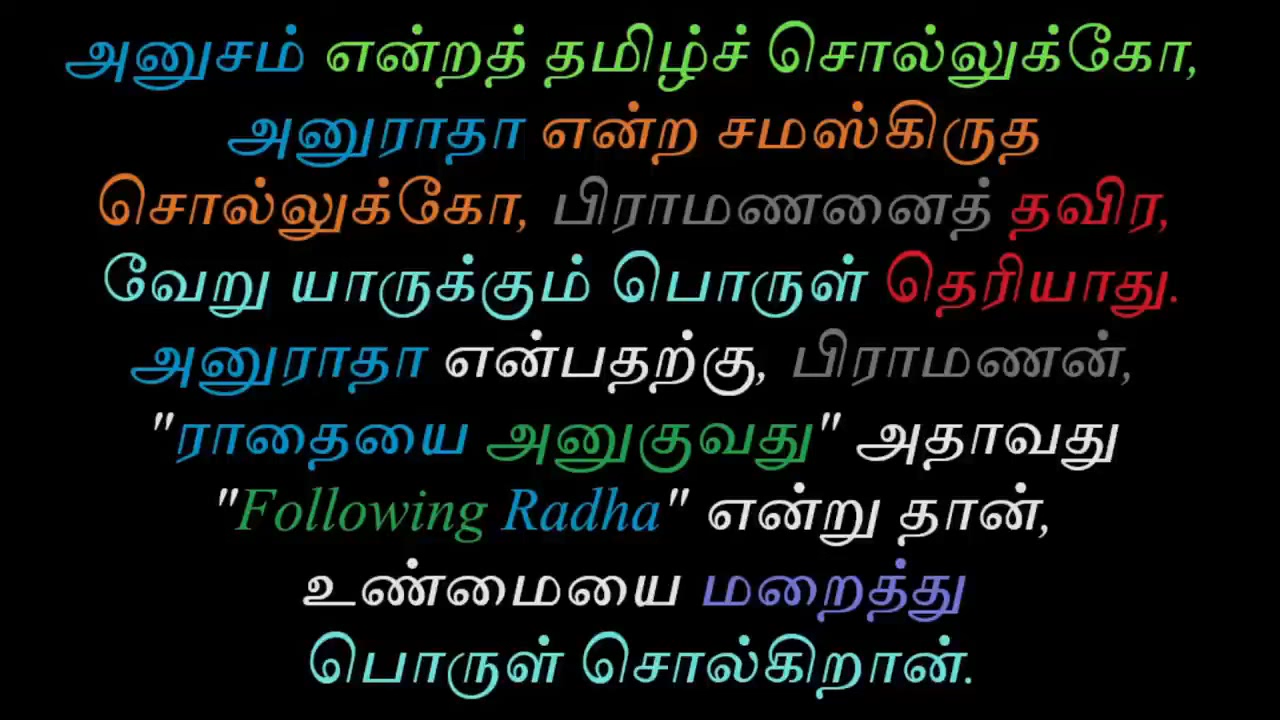 அனுசம் என்றத் தமிழ்ச் சொல்லுக்கோ,
அனுராதா என்ற சமஸ்கிருத
சொல்லுக்கோ, பிராமணனைத் தவிர,
வேறு யாருக்கும் பொருள் தெரியாது.
அனுராதா என்பதற்கு, பிராமணன்,
"ராதையை அனுகுவது" அதாவது
"Following Radha" என்று தான்,
உண்மையை மறைத்து
பொருள் சொல்கிறான்.